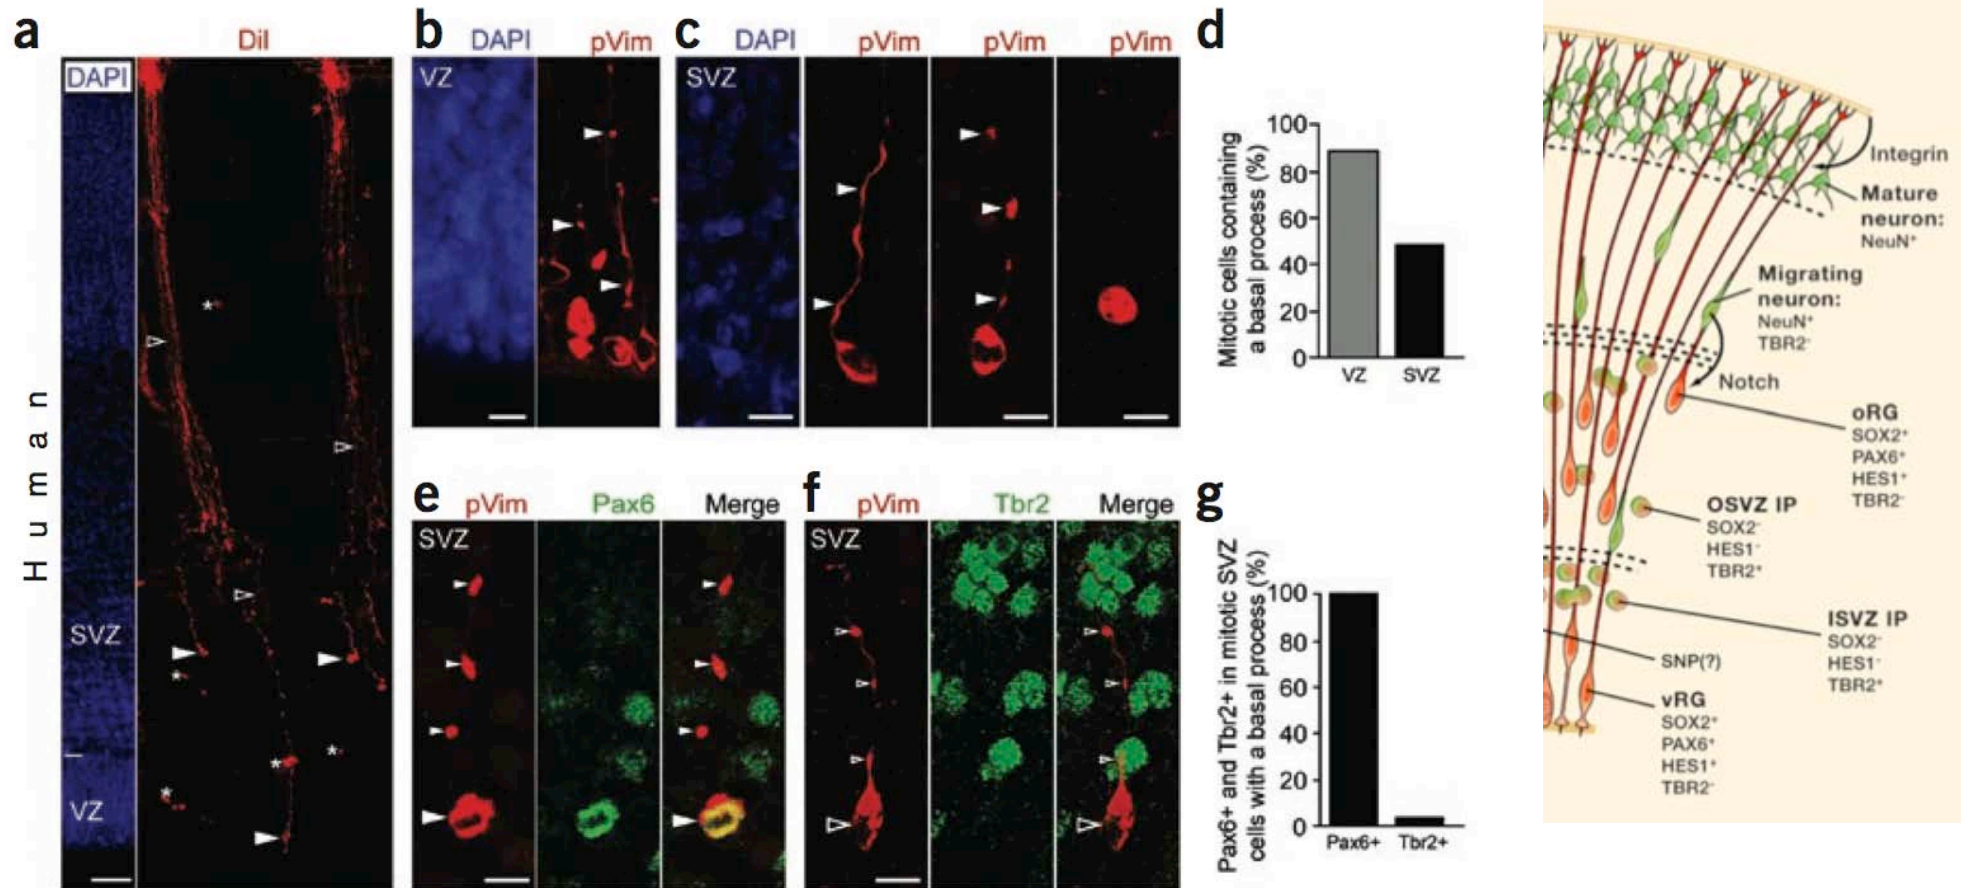 a
DiI
DAPI
Human
SVZ
VZ
*
*
*
*
*
b
DAPI
pVim
VZ
c
DAPI
pVim
pVim
pVim
SVZ
d
Mitotic cells containing
a basal process (%)
100
80
60
40
20
0
VZ
SVZ
e
pVim
Pax6
Merge
SVZ
f
pVim
Tbr2
Merge
SVZ
g
Pax6+ and Tbr2+ in mitotic SVZ
cells with a basal process (%)
100
80
60
40
20
0
Pax6+
Tbr2+
Integrin
Mature
neuron:
NeuN⁺
Migrating
neuron:
NeuN⁺
TBR2⁻
Notch
oRG
SOX2⁺
PAX6⁺
HES1⁺
TBR2⁻
OSVZ IP
SOX2⁻
HES1⁻
TBR2⁺
ISVZ IP
SOX2⁻
HES1⁻
TBR2⁺
SNP(?)
vRG
SOX2⁺
PAX6⁺
HES1⁺
TBR2⁻